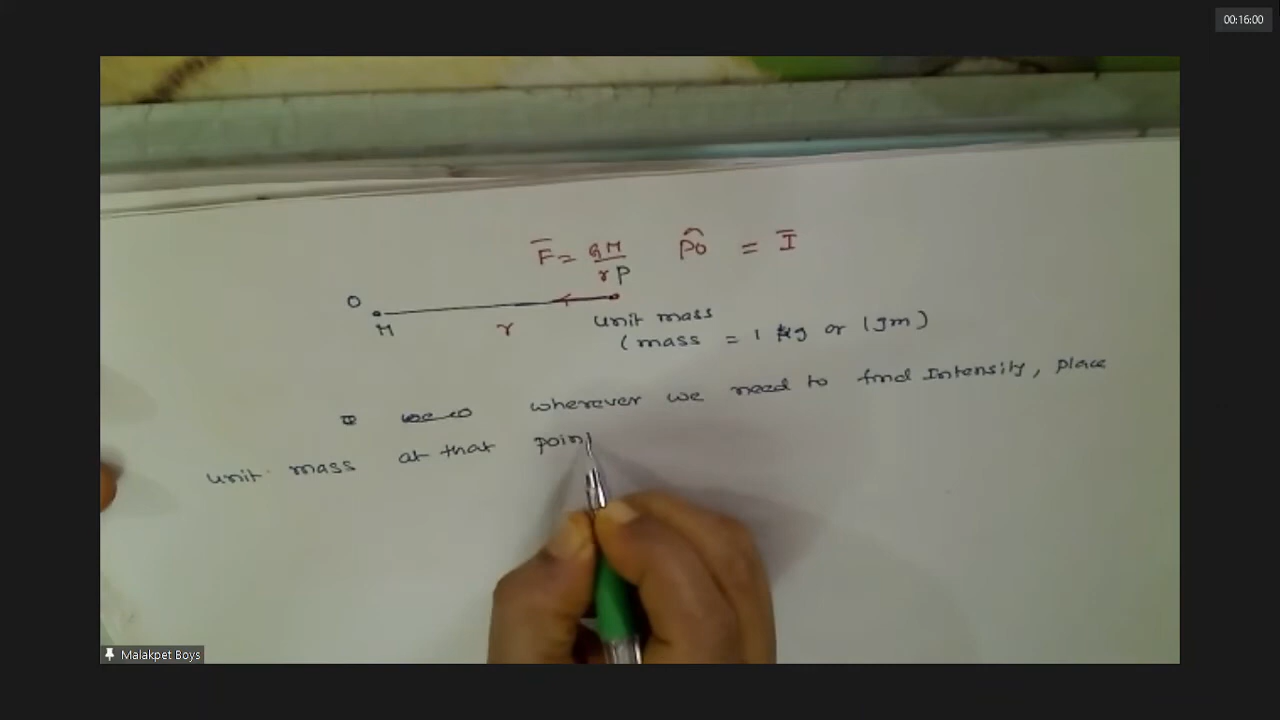 00:16:00
F̅ = GM/r P̂O = I̅
P
O
M r unit mass
(mass = 1 kg or 1gm)
wherever we need to find Intensity, place
unit mass at that poin
Malakpet Boys